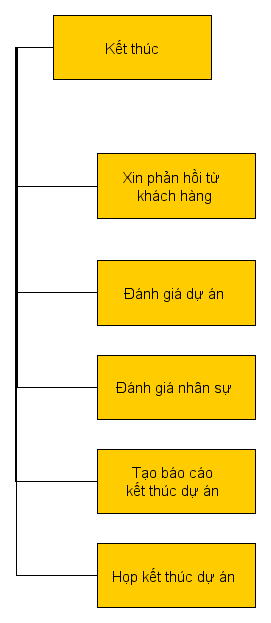 Kết thúc
Xin phản hồi từ
khách hàng
Đánh giá dự án
Đánh giá nhân sự
Tạo báo cáo
kết thúc dự án
Họp kết thúc dự án